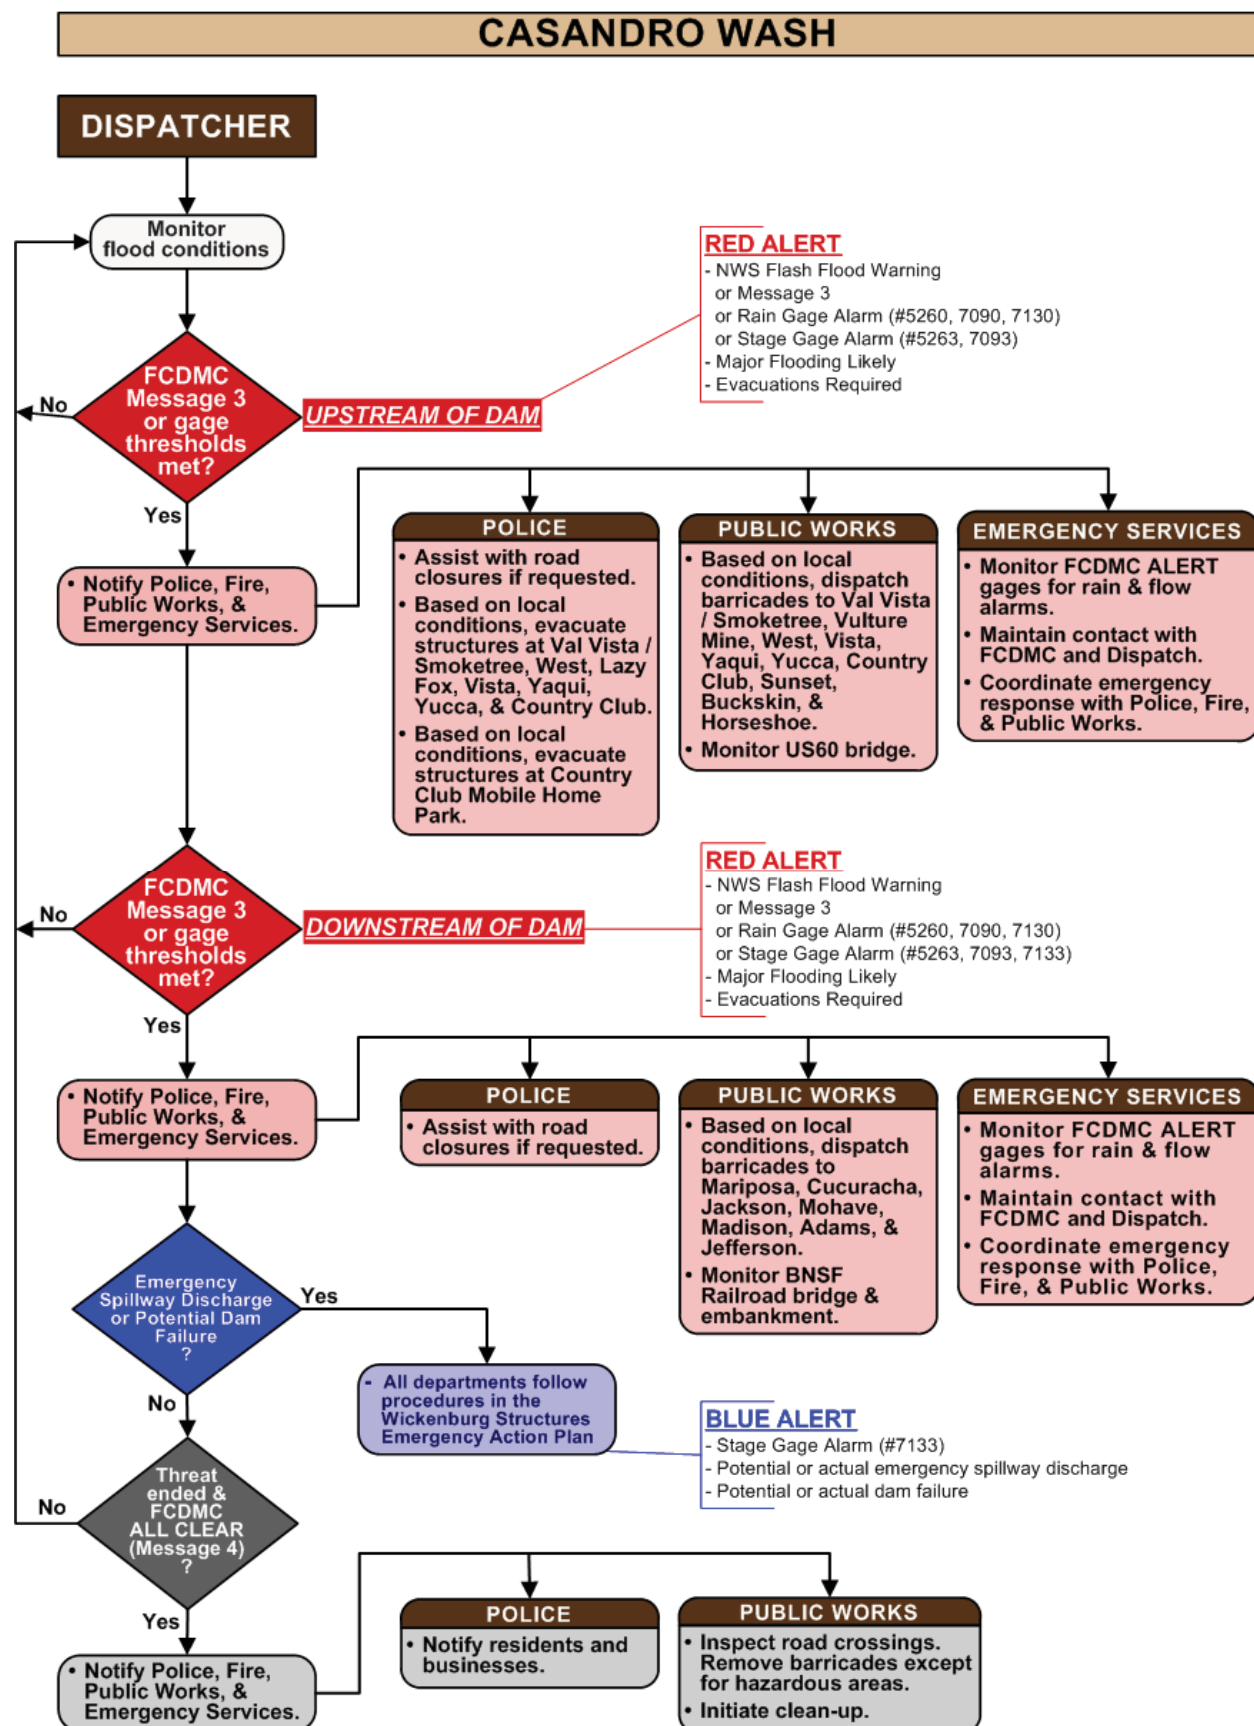 CASANDRO WASH
DISPATCHER
Monitor
flood conditions
RED ALERT
- NWS Flash Flood Warning
or Message 3
or Rain Gage Alarm (#5260, 7090, 7130)
or Stage Gage Alarm (#5263, 7093)
- Major Flooding Likely
- Evacuations Required
FCDMC
Message 3
or gage
thresholds
met?
No
UPSTREAM OF DAM
Yes
• Notify Police, Fire,
Public Works, &
Emergency Services.
POLICE
• Assist with road
closures if requested.
• Based on local
conditions, evacuate
structures at Val Vista /
Smoketree, West, Lazy
Fox, Vista, Yaqui,
Yucca, & Country Club.
• Based on local
conditions, evacuate
structures at Country
Club Mobile Home
Park.
PUBLIC WORKS
• Based on local
conditions, dispatch
barricades to Val Vista
/ Smoketree, Vulture
Mine, West, Vista,
Yaqui, Yucca, Country
Club, Sunset,
Buckskin, &
Horseshoe.
• Monitor US60 bridge.
EMERGENCY SERVICES
• Monitor FCDMC ALERT
gages for rain & flow
alarms.
• Maintain contact with
FCDMC and Dispatch.
• Coordinate emergency
response with Police, Fire,
& Public Works.
RED ALERT
- NWS Flash Flood Warning
or Message 3
or Rain Gage Alarm (#5260, 7090, 7130)
or Stage Gage Alarm (#5263, 7093, 7133)
- Major Flooding Likely
- Evacuations Required
FCDMC
Message 3
or gage
thresholds
met?
No
DOWNSTREAM OF DAM
Yes
• Notify Police, Fire,
Public Works, &
Emergency Services.
POLICE
• Assist with road
closures if requested.
PUBLIC WORKS
• Based on local
conditions, dispatch
barricades to
Mariposa, Cucuracha,
Jackson, Mohave,
Madison, Adams, &
Jefferson.
• Monitor BNSF
Railroad bridge &
embankment.
EMERGENCY SERVICES
• Monitor FCDMC ALERT
gages for rain & flow
alarms.
• Maintain contact with
FCDMC and Dispatch.
• Coordinate emergency
response with Police,
Fire, & Public Works.
Emergency
Spillway Discharge
or Potential Dam
Failure
?
Yes
No
- All departments follow
procedures in the
Wickenburg Structures
Emergency Action Plan
BLUE ALERT
- Stage Gage Alarm (#7133)
- Potential or actual emergency spillway discharge
- Potential or actual dam failure
Threat
ended &
FCDMC
ALL CLEAR
(Message 4)
?
No
Yes
• Notify Police, Fire,
Public Works, &
Emergency Services.
POLICE
• Notify residents and
businesses.
PUBLIC WORKS
• Inspect road crossings.
Remove barricades except
for hazardous areas.
• Initiate clean-up.